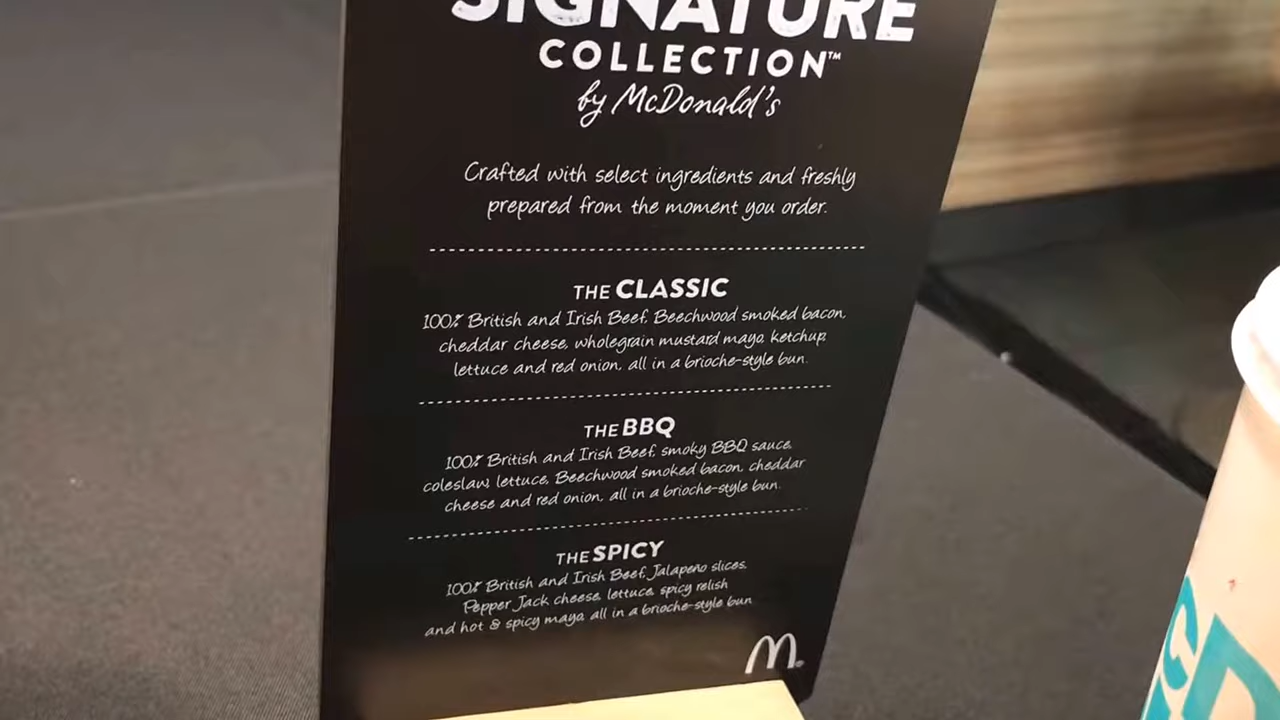 SIGNATURE
COLLECTION™
by McDonald's
Crafted with select ingredients and freshly
prepared from the moment you order.
THE CLASSIC
100% British and Irish Beef, Beechwood smoked bacon,
cheddar cheese, wholegrain mustard mayo, ketchup,
lettuce and red onion, all in a brioche-style bun.
THE BBQ
100% British and Irish Beef, smoky BBQ sauce,
coleslaw, lettuce, Beechwood smoked bacon, cheddar
cheese and red onion, all in a brioche-style bun.
THE SPICY
100% British and Irish Beef, Jalapeño slices,
Pepper Jack cheese, lettuce, spicy relish
and hot & spicy mayo, all in a brioche-style bun.